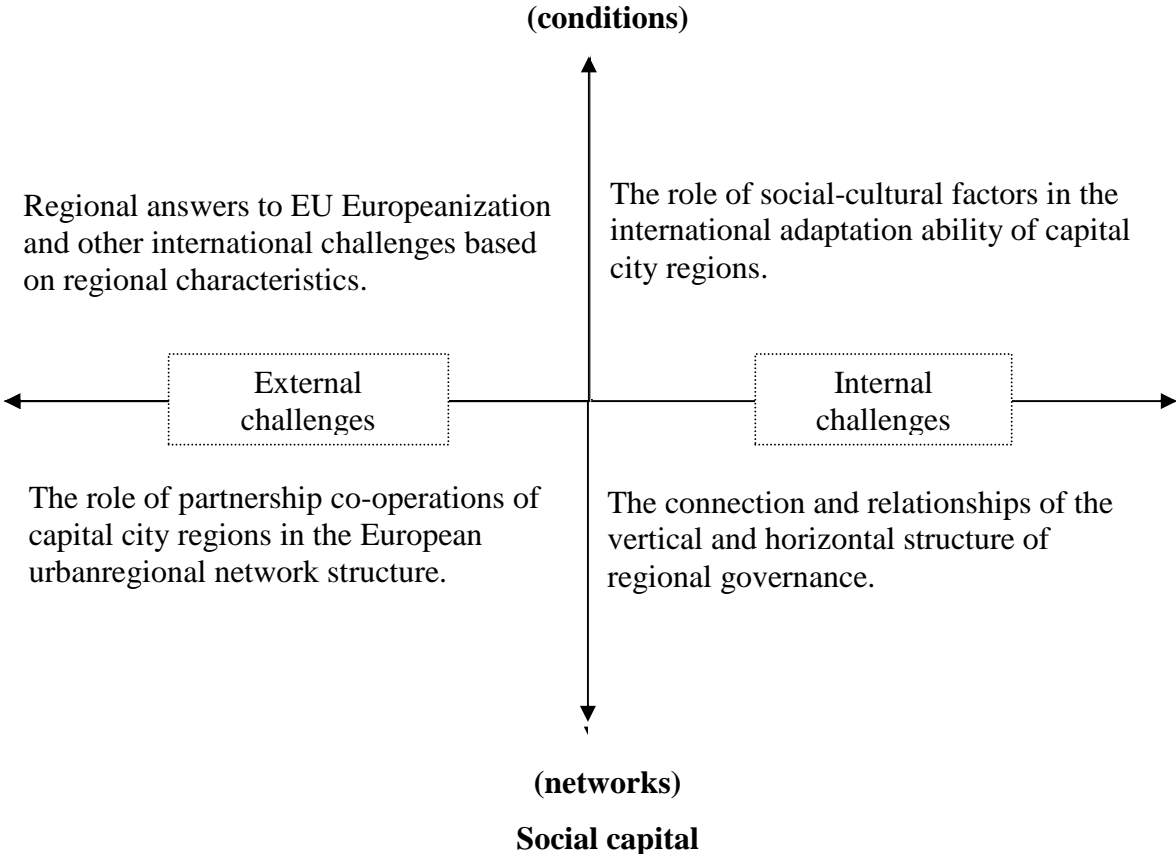 (conditions)
Regional answers to EU Europeanization
and other international challenges based
on regional characteristics.
The role of social-cultural factors in the
international adaptation ability of capital
city regions.
External
challenges
Internal
challenges
The role of partnership co-operations of
capital city regions in the European
urbanregional network structure.
The connection and relationships of the
vertical and horizontal structure of
regional governance.
(networks)
Social capital